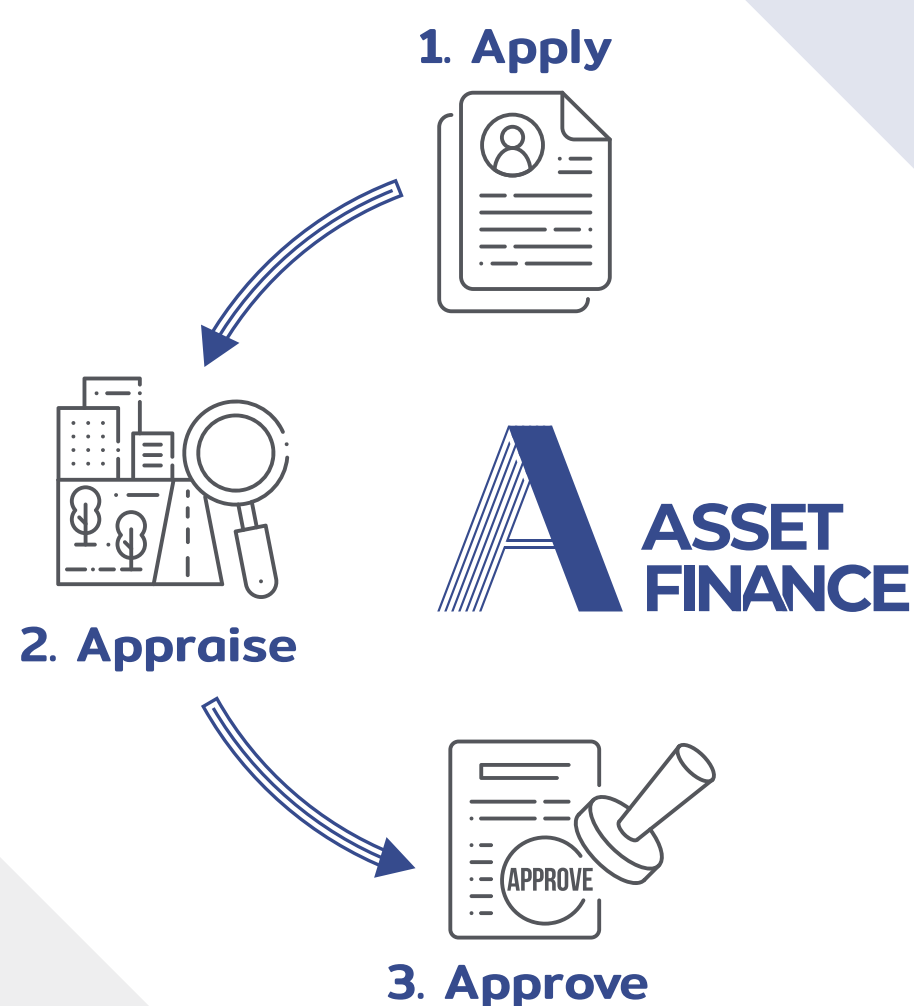 1. Apply
ASSET
FINANCE
2. Appraise
APPROVE
3. Approve